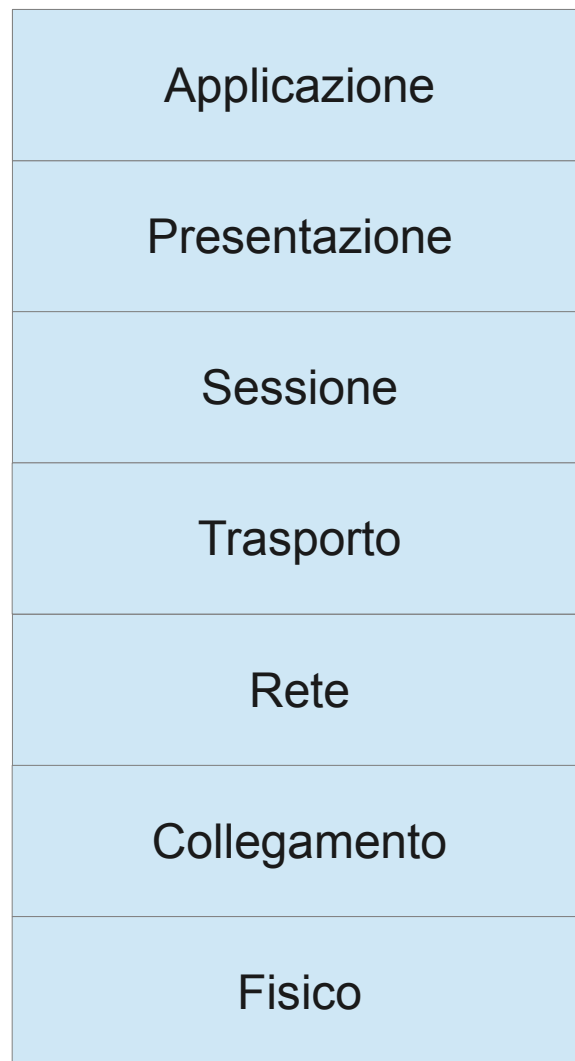 Applicazione
Presentazione
Sessione
Trasporto
Rete
Collegamento
Fisico